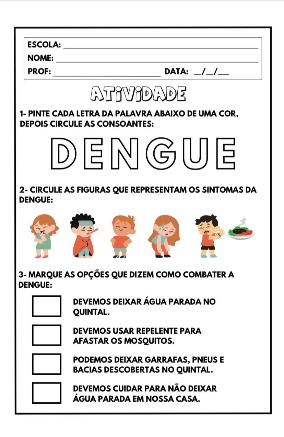 ESCOLA:
NOME:
PROF: DATA: __/__/__
ATIVIDADE
1- PINTE CADA LETRA DA PALAVRA ABAIXO DE UMA COR,
DEPOIS CIRCULE AS CONSOANTES:
DENGUE
2- CIRCULE AS FIGURAS QUE REPRESENTAM OS SINTOMAS DA
DENGUE:
3- MARQUE AS OPÇÕES QUE DIZEM COMO COMBATER A
DENGUE:
DEVEMOS DEIXAR ÁGUA PARADA NO
QUINTAL.
DEVEMOS USAR REPELENTE PARA
AFASTAR OS MOSQUITOS.
PODEMOS DEIXAR GARRAFAS, PNEUS E
BACIAS DESCOBERTAS NO QUINTAL.
DEVEMOS CUIDAR PARA NÃO DEIXAR
ÁGUA PARADA EM NOSSA CASA.